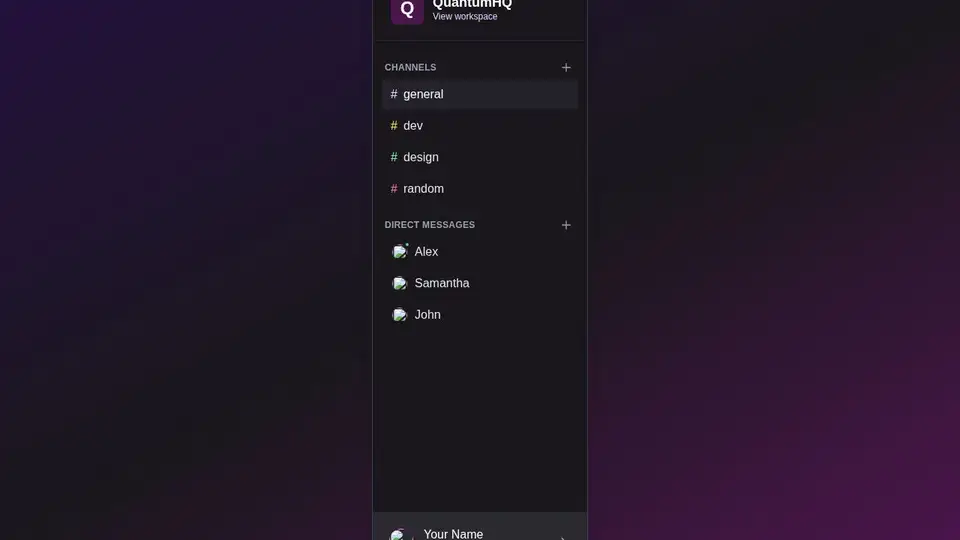 Q
QuantumHQ
View workspace
CHANNELS
# general
# dev
# design
# random
DIRECT MESSAGES
Alex
Samantha
John
Your Name